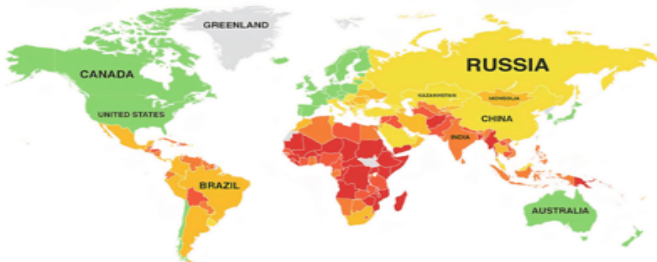 GREENLAND
CANADA
RUSSIA
UNITED STATES
KAZAKHSTAN
MONGOLIA
CHINA
INDIA
BRAZIL
AUSTRALIA